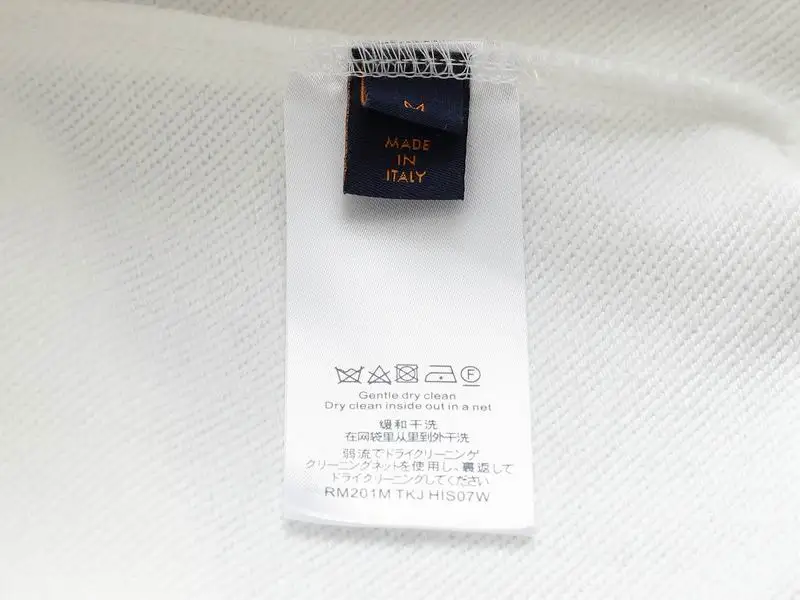 M
MADE
IN
ITALY
F
Gentle dry clean
Dry clean inside out in a net
缓和干洗
在网袋里从里到外干洗
弱流でドライクリーニング
クリーニングネットを使用し、裏返して
ドライクリーニングしてください
RM201M TKJ HIS07W